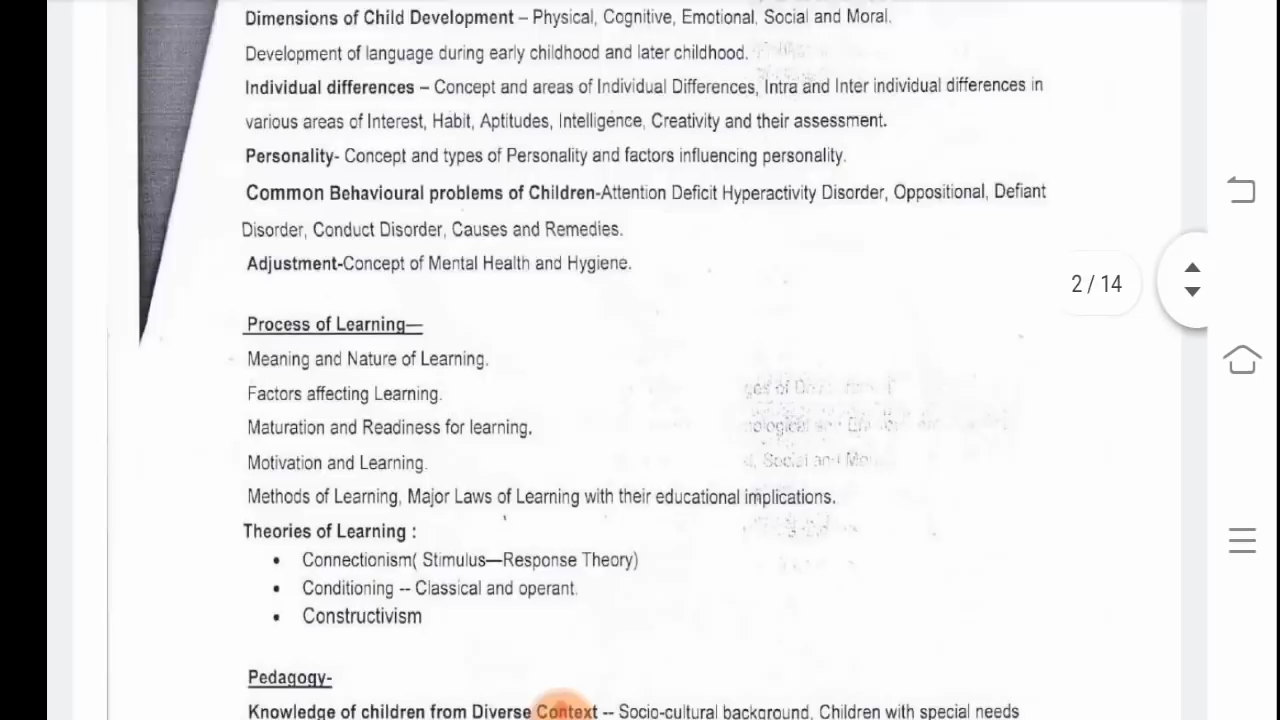 Dimensions of Child Development – Physical, Cognitive, Emotional, Social and Moral.
Development of language during early childhood and later childhood.
Individual differences – Concept and areas of Individual Differences, Intra and Inter individual differences in
various areas of Interest, Habit, Aptitudes, Intelligence, Creativity and their assessment.
Personality- Concept and types of Personality and factors influencing personality.
Common Behavioural problems of Children-Attention Deficit Hyperactivity Disorder, Oppositional, Defiant
Disorder, Conduct Disorder, Causes and Remedies.
Adjustment-Concept of Mental Health and Hygiene.
2 / 14
Process of Learning—
Meaning and Nature of Learning.
Factors affecting Learning.
Maturation and Readiness for learning.
Motivation and Learning.
Methods of Learning, Major Laws of Learning with their educational implications.
Theories of Learning :
• Connectionism( Stimulus—Response Theory)
• Conditioning -- Classical and operant.
• Constructivism
Pedagogy-
Knowledge of children from Diverse Context -- Socio-cultural background, Children with special needs